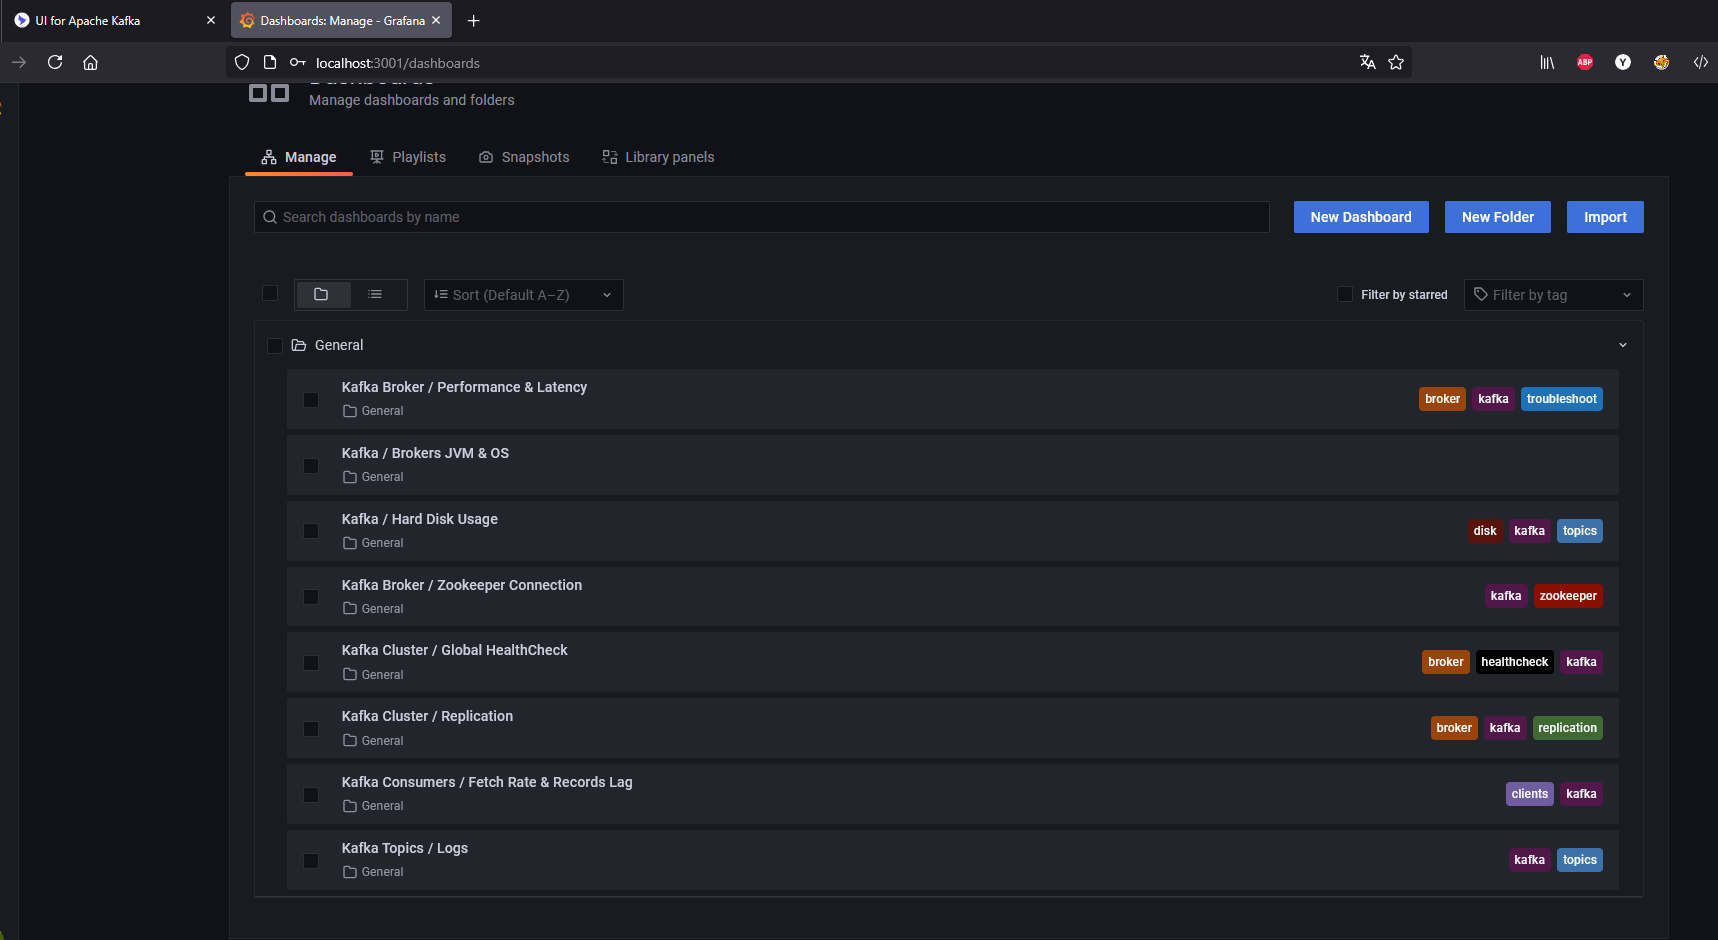 UI for Apache Kafka
Dashboards: Manage - Grafana
localhost:3001/dashboards
ABP
Y
Dashboards
Manage dashboards and folders
Manage
Playlists
Snapshots
Library panels
Search dashboards by name
New Dashboard
New Folder
Import
Sort (Default A–Z)
Filter by starred
Filter by tag
General
Kafka Broker / Performance & Latency
General
broker kafka troubleshoot
Kafka / Brokers JVM & OS
General
Kafka / Hard Disk Usage
General
disk kafka topics
Kafka Broker / Zookeeper Connection
General
kafka zookeeper
Kafka Cluster / Global HealthCheck
General
broker healthcheck kafka
Kafka Cluster / Replication
General
broker kafka replication
Kafka Consumers / Fetch Rate & Records Lag
General
clients kafka
Kafka Topics / Logs
General
kafka topics